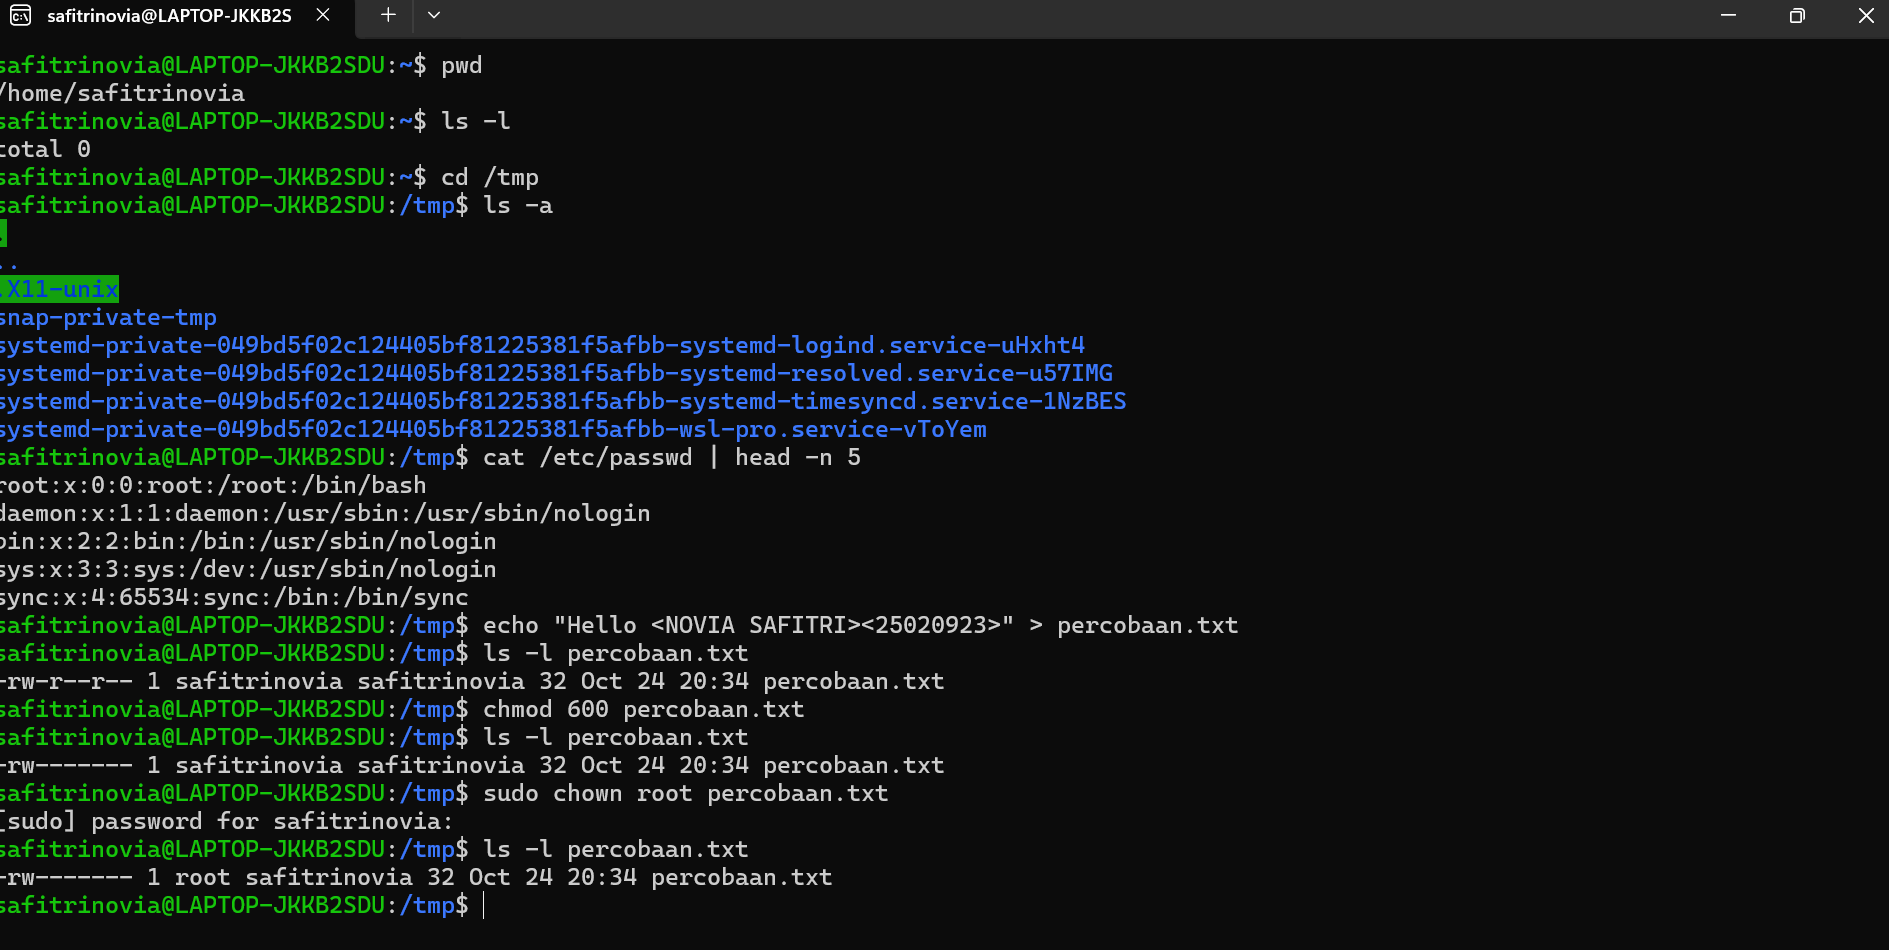 safitrinovia@LAPTOP-JKKB2S
safitrinovia@LAPTOP-JKKB2SDU:~$ pwd
/home/safitrinovia
safitrinovia@LAPTOP-JKKB2SDU:~$ ls -l
total 0
safitrinovia@LAPTOP-JKKB2SDU:~$ cd /tmp
safitrinovia@LAPTOP-JKKB2SDU:/tmp$ ls -a
.
..
.X11-unix
snap-private-tmp
systemd-private-049bd5f02c124405bf81225381f5afbb-systemd-logind.service-uHxht4
systemd-private-049bd5f02c124405bf81225381f5afbb-systemd-resolved.service-u57IMG
systemd-private-049bd5f02c124405bf81225381f5afbb-systemd-timesyncd.service-1NzBES
systemd-private-049bd5f02c124405bf81225381f5afbb-wsl-pro.service-vToYem
safitrinovia@LAPTOP-JKKB2SDU:/tmp$ cat /etc/passwd | head -n 5
root:x:0:0:root:/root:/bin/bash
daemon:x:1:1:daemon:/usr/sbin:/usr/sbin/nologin
bin:x:2:2:bin:/bin:/usr/sbin/nologin
sys:x:3:3:sys:/dev:/usr/sbin/nologin
sync:x:4:65534:sync:/bin:/bin/sync
safitrinovia@LAPTOP-JKKB2SDU:/tmp$ echo "Hello <NOVIA SAFITRI><25020923>" > percobaan.txt
safitrinovia@LAPTOP-JKKB2SDU:/tmp$ ls -l percobaan.txt
-rw-r--r-- 1 safitrinovia safitrinovia 32 Oct 24 20:34 percobaan.txt
safitrinovia@LAPTOP-JKKB2SDU:/tmp$ chmod 600 percobaan.txt
safitrinovia@LAPTOP-JKKB2SDU:/tmp$ ls -l percobaan.txt
-rw------- 1 safitrinovia safitrinovia 32 Oct 24 20:34 percobaan.txt
safitrinovia@LAPTOP-JKKB2SDU:/tmp$ sudo chown root percobaan.txt
[sudo] password for safitrinovia:
safitrinovia@LAPTOP-JKKB2SDU:/tmp$ ls -l percobaan.txt
-rw------- 1 root safitrinovia 32 Oct 24 20:34 percobaan.txt
safitrinovia@LAPTOP-JKKB2SDU:/tmp$